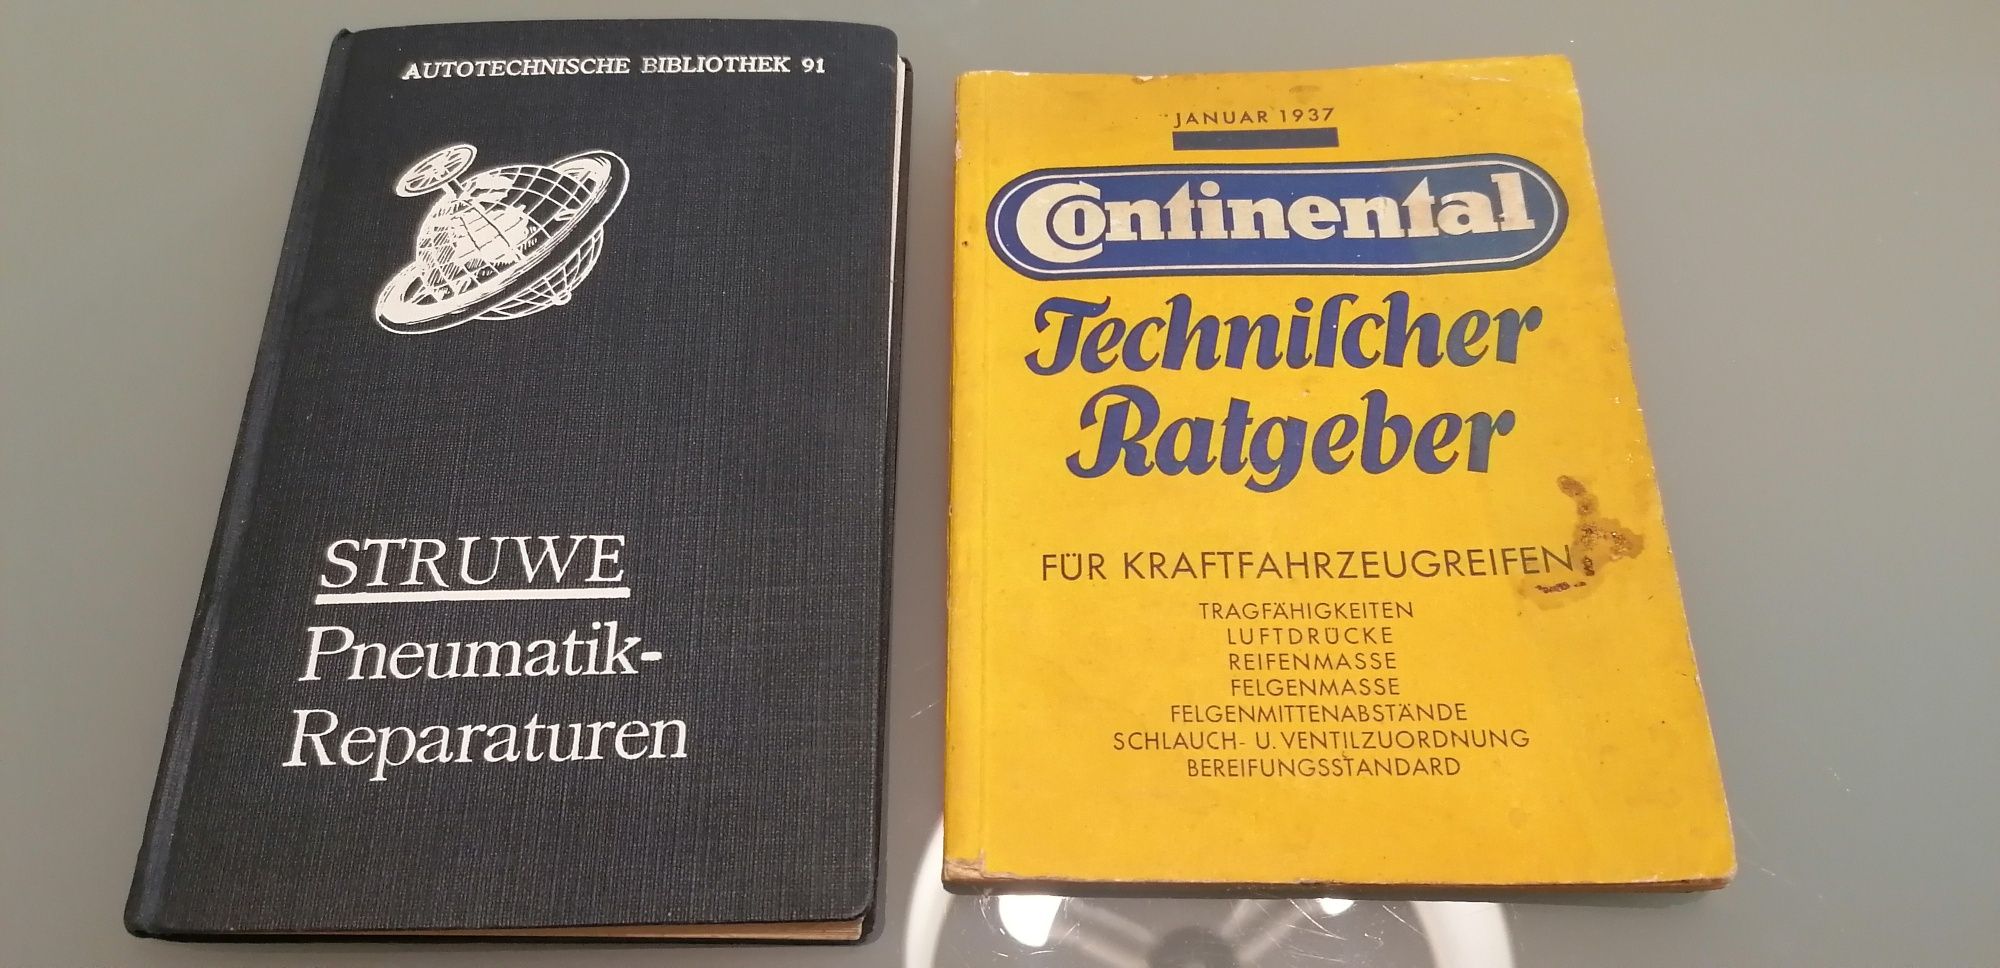 AUTOTECHNISCHE BIBLIOTHEK 91
STRUWE
Pneumatik-
Reparaturen
JANUAR 1937
Continental
Techniſcher
Ratgeber
FÜR KRAFTFAHRZEUGREIFEN
TRAGFÄHIGKEITEN
LUFTDRÜCKE
REIFENMASSE
FELGENMASSE
FELGENMITTENABSTÄNDE
SCHLAUCH- U. VENTILZUORDNUNG
BEREIFUNGSSTANDARD